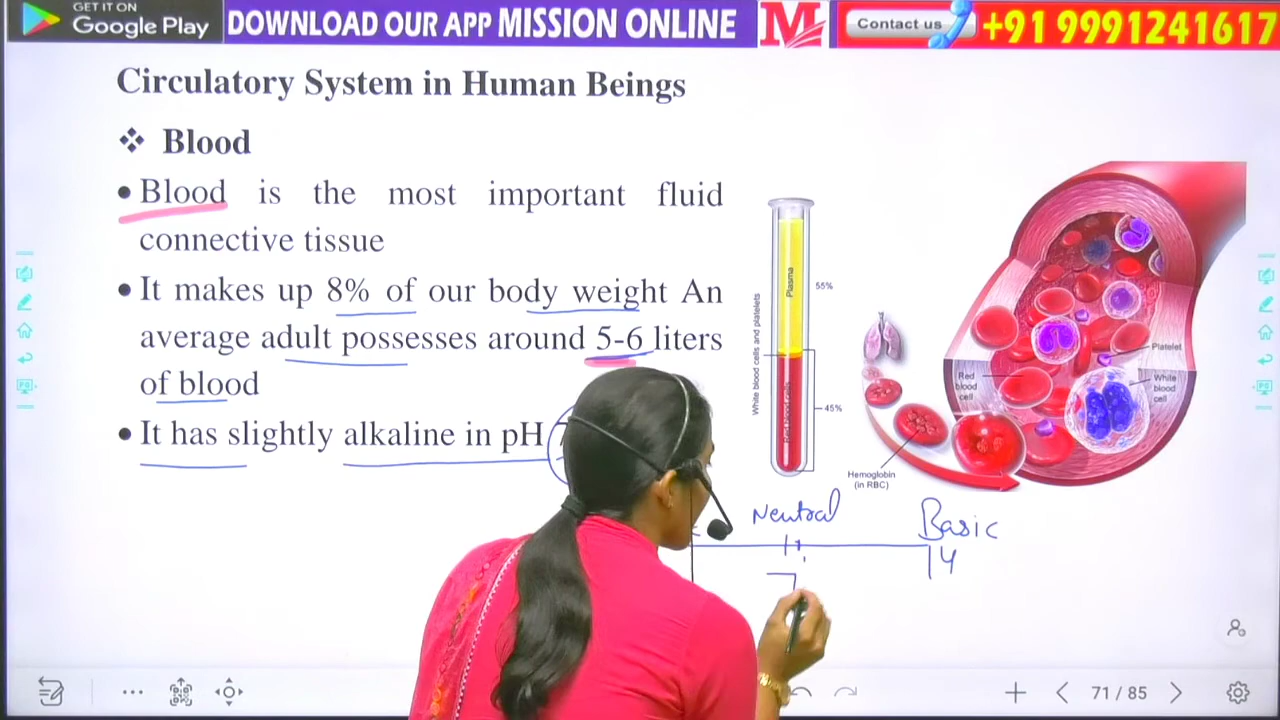 GET IT ON
Google Play
DOWNLOAD OUR APP MISSION ONLINE
M
Contact us
+91 9991241617
Circulatory System in Human Beings
❖ Blood
• Blood is the most important fluid
connective tissue
• It makes up 8% of our body weight An
average adult possesses around 5-6 liters
of blood
• It has slightly alkaline in pH
White blood cells and platelets
Plasma
55%
45%
Hemoglobin
(in RBC)
Red
blood
cell
Platelet
White
blood
cell
Neutral
Basic
7
14
71 / 85